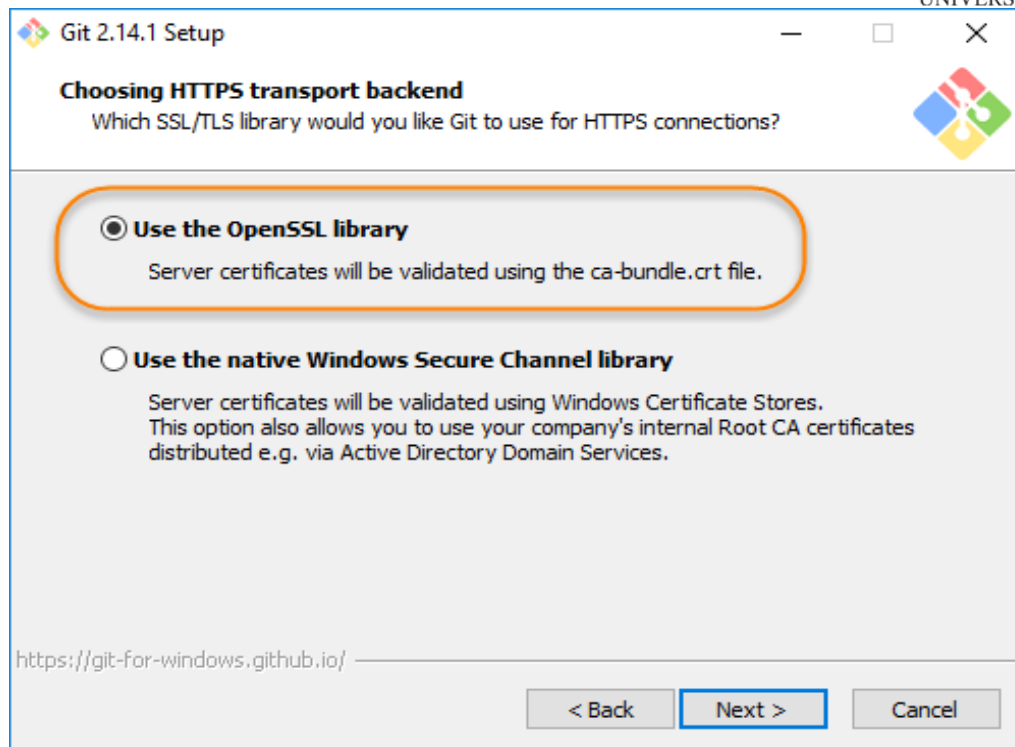 Git 2.14.1 Setup
Choosing HTTPS transport backend
Which SSL/TLS library would you like Git to use for HTTPS connections?
Use the OpenSSL library
Server certificates will be validated using the ca-bundle.crt file.
Use the native Windows Secure Channel library
Server certificates will be validated using Windows Certificate Stores.
This option also allows you to use your company's internal Root CA certificates
distributed e.g. via Active Directory Domain Services.
https://git-for-windows.github.io/
< Back Next > Cancel